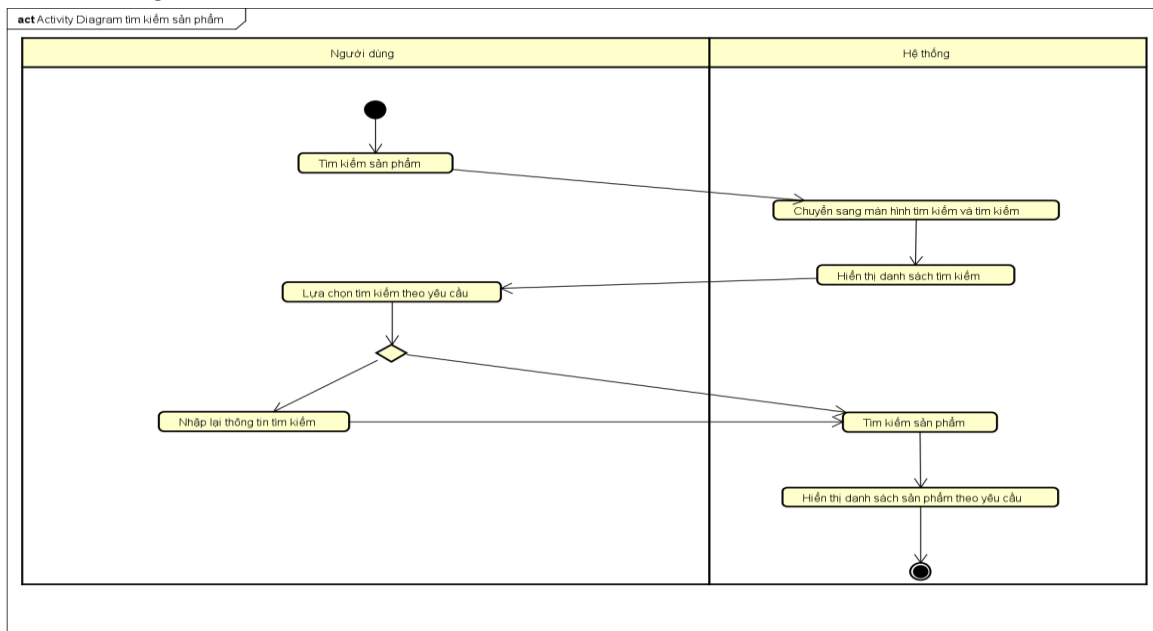 act Activity Diagram tìm kiếm sản phẩm
Người dùng
Hệ thống
Tìm kiếm sản phẩm
Chuyển sang màn hình tìm kiếm và tìm kiếm
Hiển thị danh sách tìm kiếm
Lựa chọn tìm kiếm theo yêu cầu
Nhập lại thông tin tìm kiếm
Tìm kiếm sản phẩm
Hiển thị danh sách sản phẩm theo yêu cầu